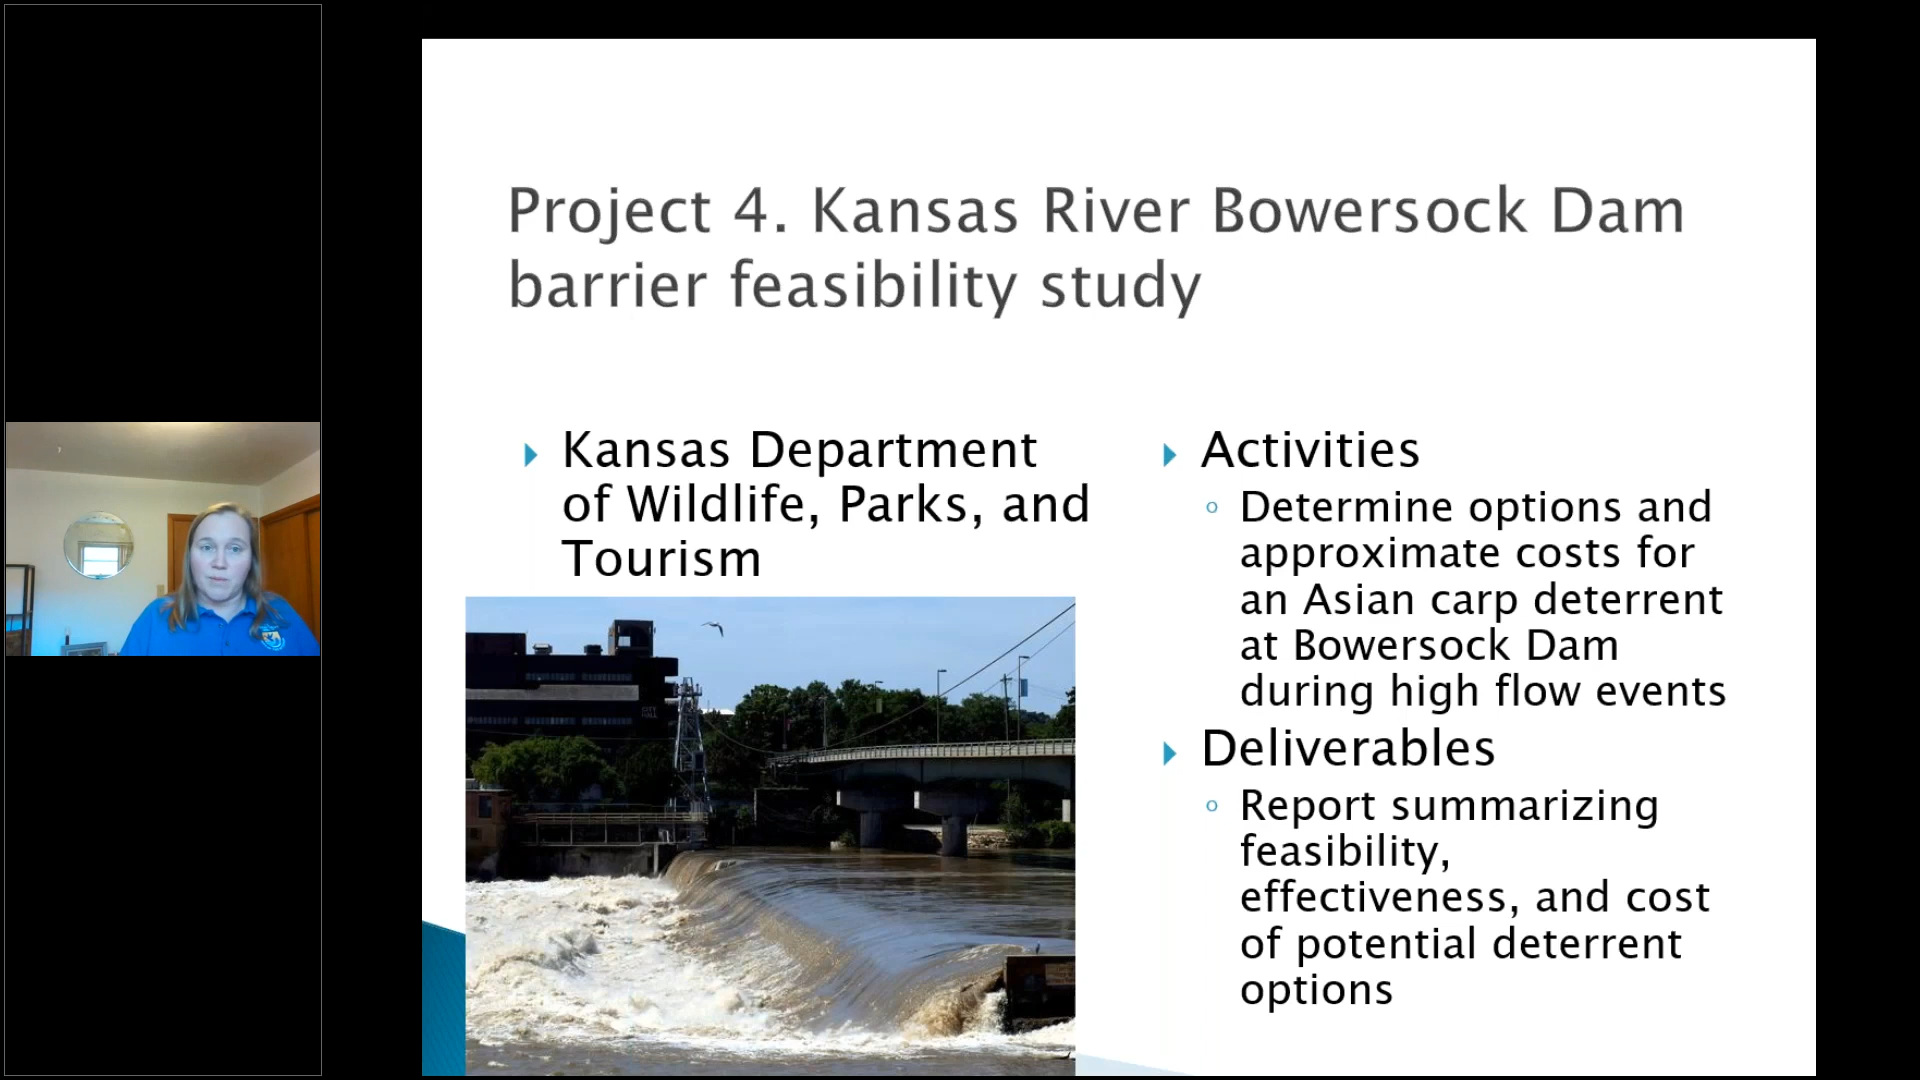 Project 4. Kansas River Bowersock Dam
barrier feasibility study
Kansas Department
of Wildlife, Parks, and
Tourism
CITY
HALL
Activities
Determine options and
approximate costs for
an Asian carp deterrent
at Bowersock Dam
during high flow events
Deliverables
Report summarizing
feasibility,
effectiveness, and cost
of potential deterrent
options